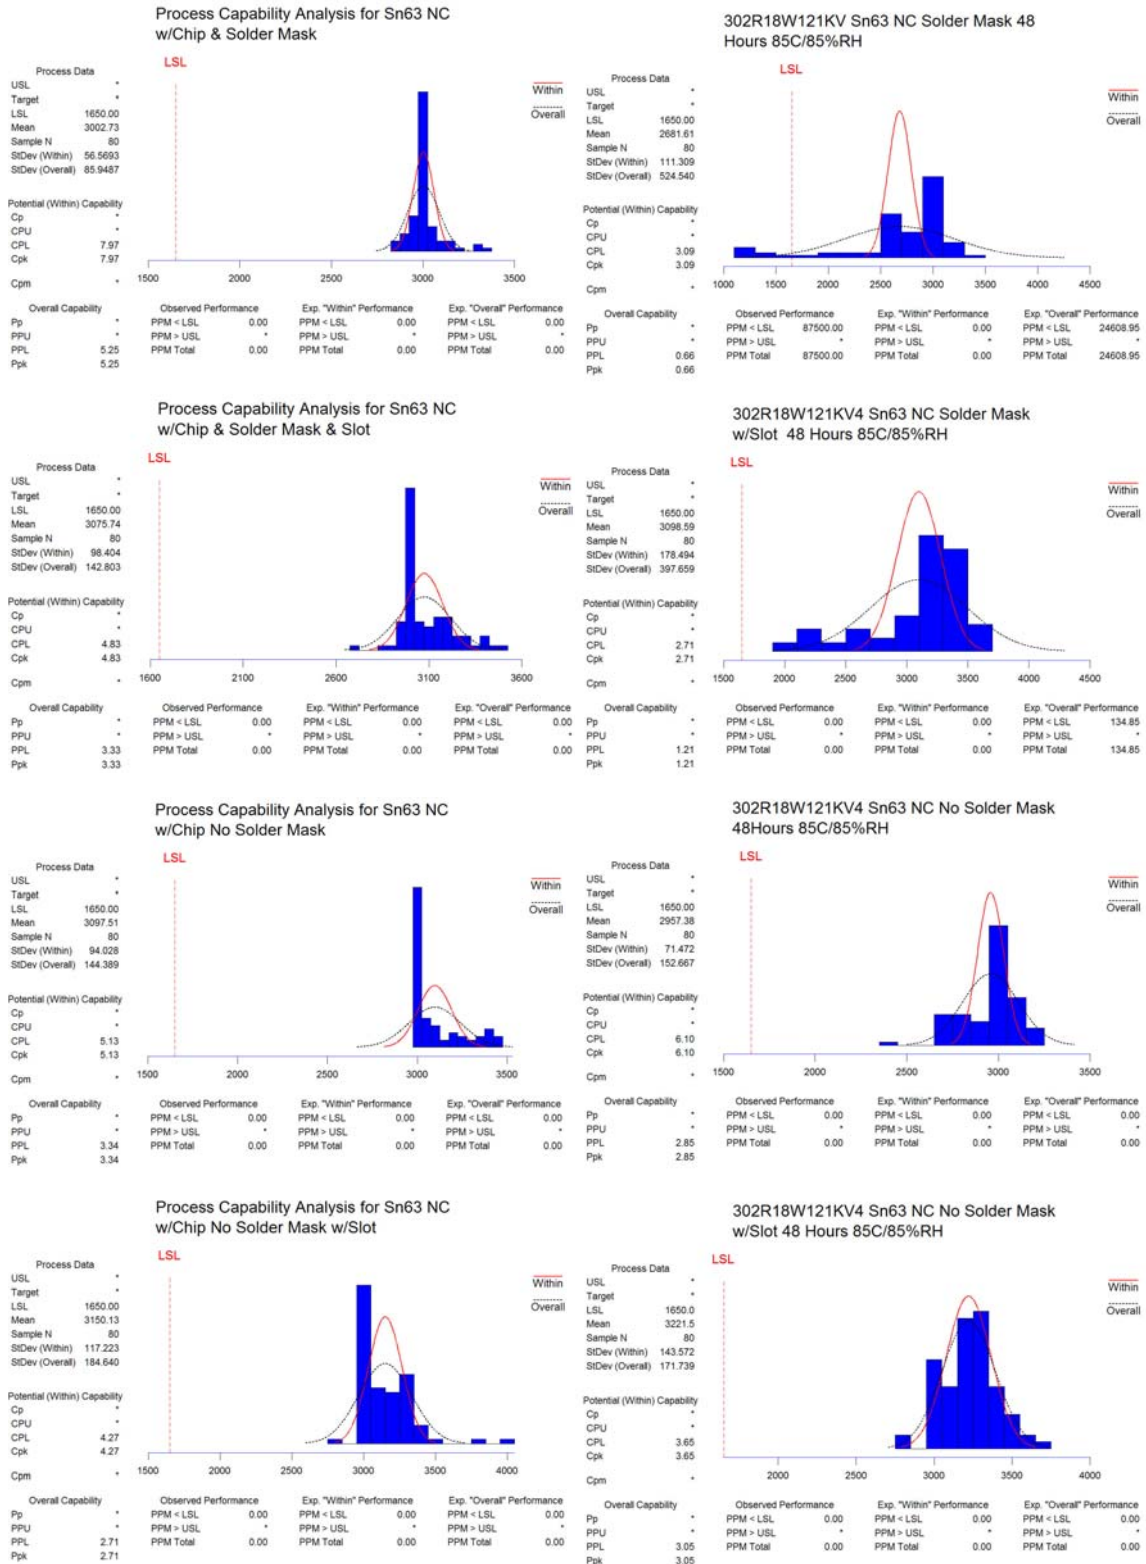 Process Capability Analysis for Sn63 NC
w/Chip & Solder Mask
LSL
Process Data
USL *
Target *
LSL 1650.00
Mean 3002.73
Sample N 80
StDev (Within) 56.5693
StDev (Overall) 85.9487
Potential (Within) Capability
Cp *
CPU *
CPL 7.97
Cpk 7.97
Cpm *
Within
Overall
1500 2000 2500 3000 3500
Overall Capability
Pp *
PPU *
PPL 5.25
Ppk 5.25
Observed Performance
PPM < LSL 0.00
PPM > USL *
PPM Total 0.00
Exp. "Within" Performance
PPM < LSL 0.00
PPM > USL *
PPM Total 0.00
Exp. "Overall" Performance
PPM < LSL 0.00
PPM > USL *
PPM Total 0.00
302R18W121KV Sn63 NC Solder Mask 48
Hours 85C/85%RH
LSL
Process Data
USL *
Target *
LSL 1650.00
Mean 2681.61
Sample N 80
StDev (Within) 111.309
StDev (Overall) 524.540
Potential (Within) Capability
Cp *
CPU *
CPL 3.09
Cpk 3.09
Cpm *
Within
Overall
1000 1500 2000 2500 3000 3500 4000 4500
Overall Capability
Pp *
PPU *
PPL 0.66
Ppk 0.66
Observed Performance
PPM < LSL 87500.00
PPM > USL *
PPM Total 87500.00
Exp. "Within" Performance
PPM < LSL 0.00
PPM > USL *
PPM Total 0.00
Exp. "Overall" Performance
PPM < LSL 24608.95
PPM > USL *
PPM Total 24608.95
Process Capability Analysis for Sn63 NC
w/Chip & Solder Mask & Slot
LSL
Process Data
USL *
Target *
LSL 1650.00
Mean 3075.74
Sample N 80
StDev (Within) 98.404
StDev (Overall) 142.803
Potential (Within) Capability
Cp *
CPU *
CPL 4.83
Cpk 4.83
Cpm *
Within
Overall
1600 2100 2600 3100 3600
Overall Capability
Pp *
PPU *
PPL 3.33
Ppk 3.33
Observed Performance
PPM < LSL 0.00
PPM > USL *
PPM Total 0.00
Exp. "Within" Performance
PPM < LSL 0.00
PPM > USL *
PPM Total 0.00
Exp. "Overall" Performance
PPM < LSL 0.00
PPM > USL *
PPM Total 0.00
302R18W121KV4 Sn63 NC Solder Mask
w/Slot 48 Hours 85C/85%RH
LSL
Process Data
USL *
Target *
LSL 1650.00
Mean 3098.59
Sample N 80
StDev (Within) 178.494
StDev (Overall) 397.659
Potential (Within) Capability
Cp *
CPU *
CPL 2.71
Cpk 2.71
Cpm *
Within
Overall
1500 2000 2500 3000 3500 4000 4500
Overall Capability
Pp *
PPU *
PPL 1.21
Ppk 1.21
Observed Performance
PPM < LSL 0.00
PPM > USL *
PPM Total 0.00
Exp. "Within" Performance
PPM < LSL 0.00
PPM > USL *
PPM Total 0.00
Exp. "Overall" Performance
PPM < LSL 134.85
PPM > USL *
PPM Total 134.85
Process Capability Analysis for Sn63 NC
w/Chip No Solder Mask
LSL
Process Data
USL *
Target *
LSL 1650.00
Mean 3097.51
Sample N 80
StDev (Within) 94.028
StDev (Overall) 144.389
Potential (Within) Capability
Cp *
CPU *
CPL 5.13
Cpk 5.13
Cpm *
Within
Overall
1500 2000 2500 3000 3500
Overall Capability
Pp *
PPU *
PPL 3.34
Ppk 3.34
Observed Performance
PPM < LSL 0.00
PPM > USL *
PPM Total 0.00
Exp. "Within" Performance
PPM < LSL 0.00
PPM > USL *
PPM Total 0.00
Exp. "Overall" Performance
PPM < LSL 0.00
PPM > USL *
PPM Total 0.00
302R18W121KV4 Sn63 NC No Solder Mask
48Hours 85C/85%RH
LSL
Process Data
USL *
Target *
LSL 1650.00
Mean 2957.38
Sample N 80
StDev (Within) 71.472
StDev (Overall) 152.667
Potential (Within) Capability
Cp *
CPU *
CPL 6.10
Cpk 6.10
Cpm *
Within
Overall
1500 2000 2500 3000 3500
Overall Capability
Pp *
PPU *
PPL 2.85
Ppk 2.85
Observed Performance
PPM < LSL 0.00
PPM > USL *
PPM Total 0.00
Exp. "Within" Performance
PPM < LSL 0.00
PPM > USL *
PPM Total 0.00
Exp. "Overall" Performance
PPM < LSL 0.00
PPM > USL *
PPM Total 0.00
Process Capability Analysis for Sn63 NC
w/Chip No Solder Mask w/Slot
LSL
Process Data
USL *
Target *
LSL 1650.00
Mean 3150.13
Sample N 80
StDev (Within) 117.223
StDev (Overall) 184.640
Potential (Within) Capability
Cp *
CPU *
CPL 4.27
Cpk 4.27
Cpm *
Within
Overall
1500 2000 2500 3000 3500 4000
Overall Capability
Pp *
PPU *
PPL 2.71
Ppk 2.71
Observed Performance
PPM < LSL 0.00
PPM > USL *
PPM Total 0.00
Exp. "Within" Performance
PPM < LSL 0.00
PPM > USL *
PPM Total 0.00
Exp. "Overall" Performance
PPM < LSL 0.00
PPM > USL *
PPM Total 0.00
302R18W121KV4 Sn63 NC No Solder Mask
w/Slot 48 Hours 85C/85%RH
LSL
Process Data
USL *
Target *
LSL 1650.0
Mean 3221.5
Sample N 80
StDev (Within) 143.572
StDev (Overall) 171.739
Potential (Within) Capability
Cp *
CPU *
CPL 3.65
Cpk 3.65
Cpm *
Within
Overall
2000 3000 3500 4000
Overall Capability
Pp *
PPU *
PPL 3.05
Ppk 3.05
Observed Performance
PPM < LSL 0.00
PPM > USL *
PPM Total 0.00
Exp. "Within" Performance
PPM < LSL 0.00
PPM > USL *
PPM Total 0.00
Exp. "Overall" Performance
PPM < LSL 0.00
PPM > USL *
PPM Total 0.00